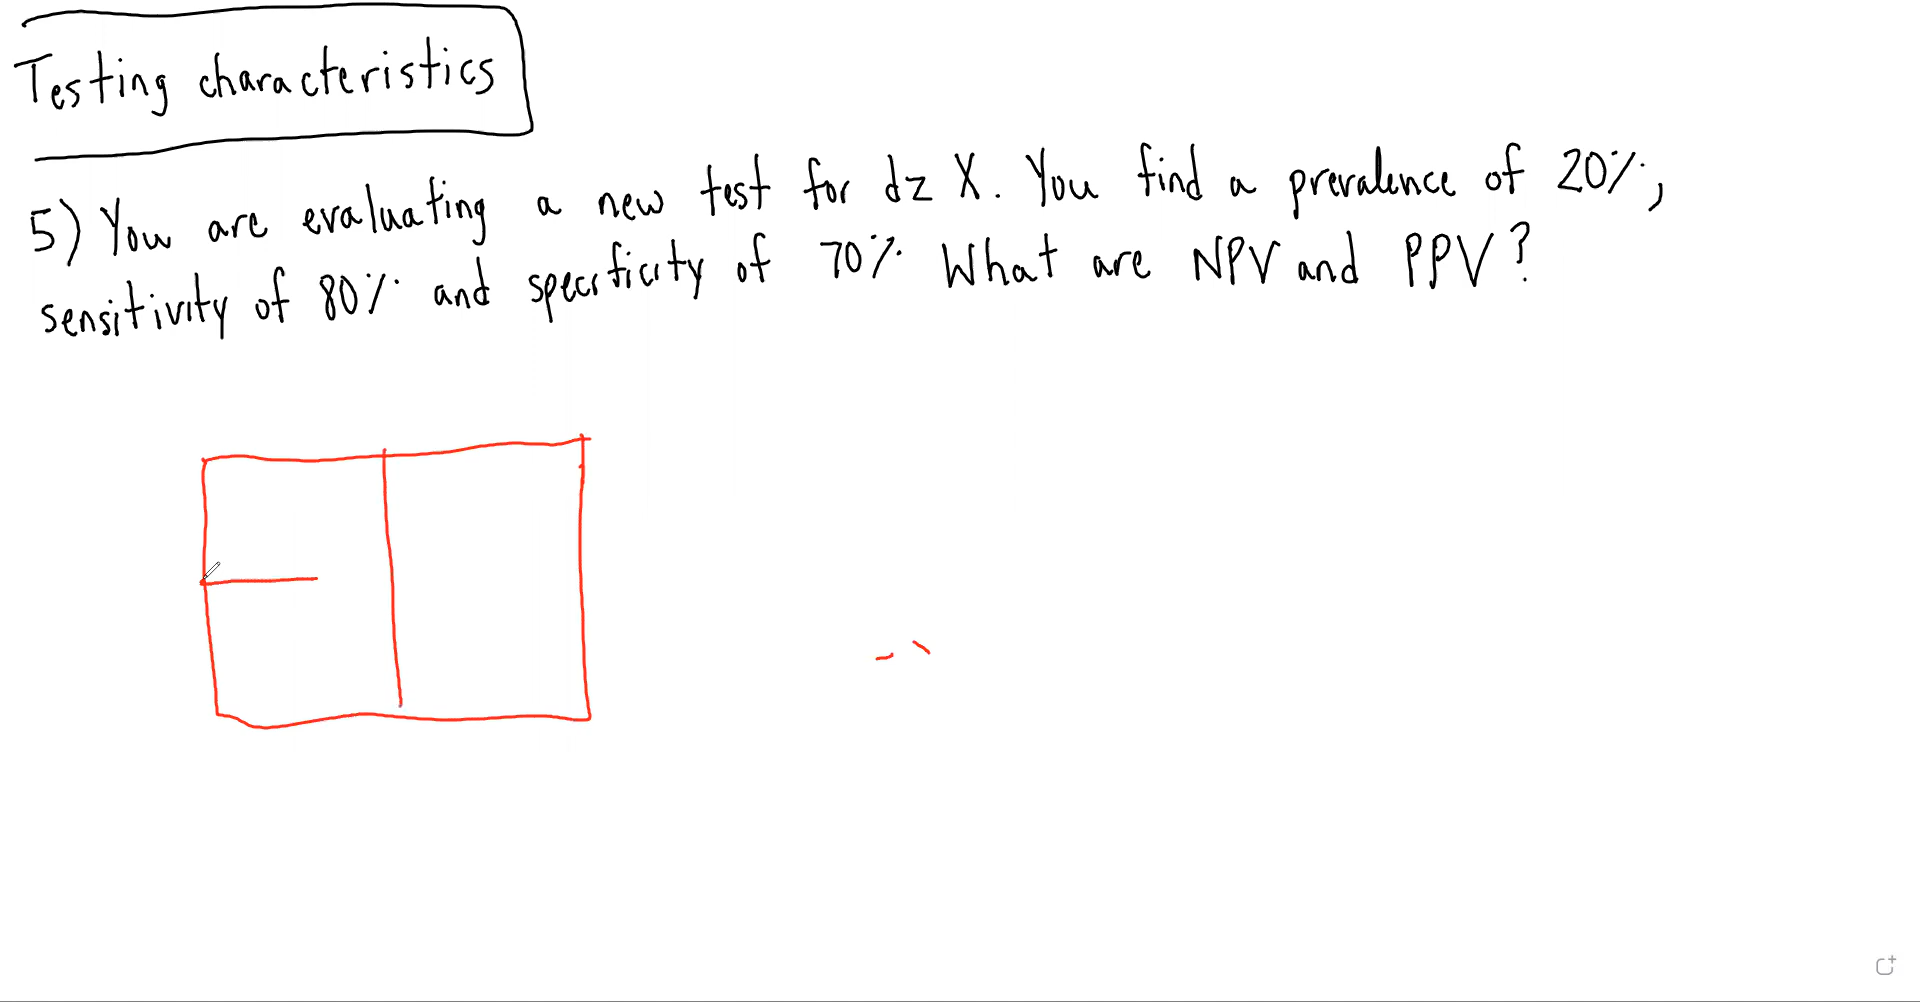 Testing characteristics
5) You are evaluating a new test for dz X. You find a prevalence of 20%,
sensitivity of 80% and specificity of 70% What are NPV and PPV?